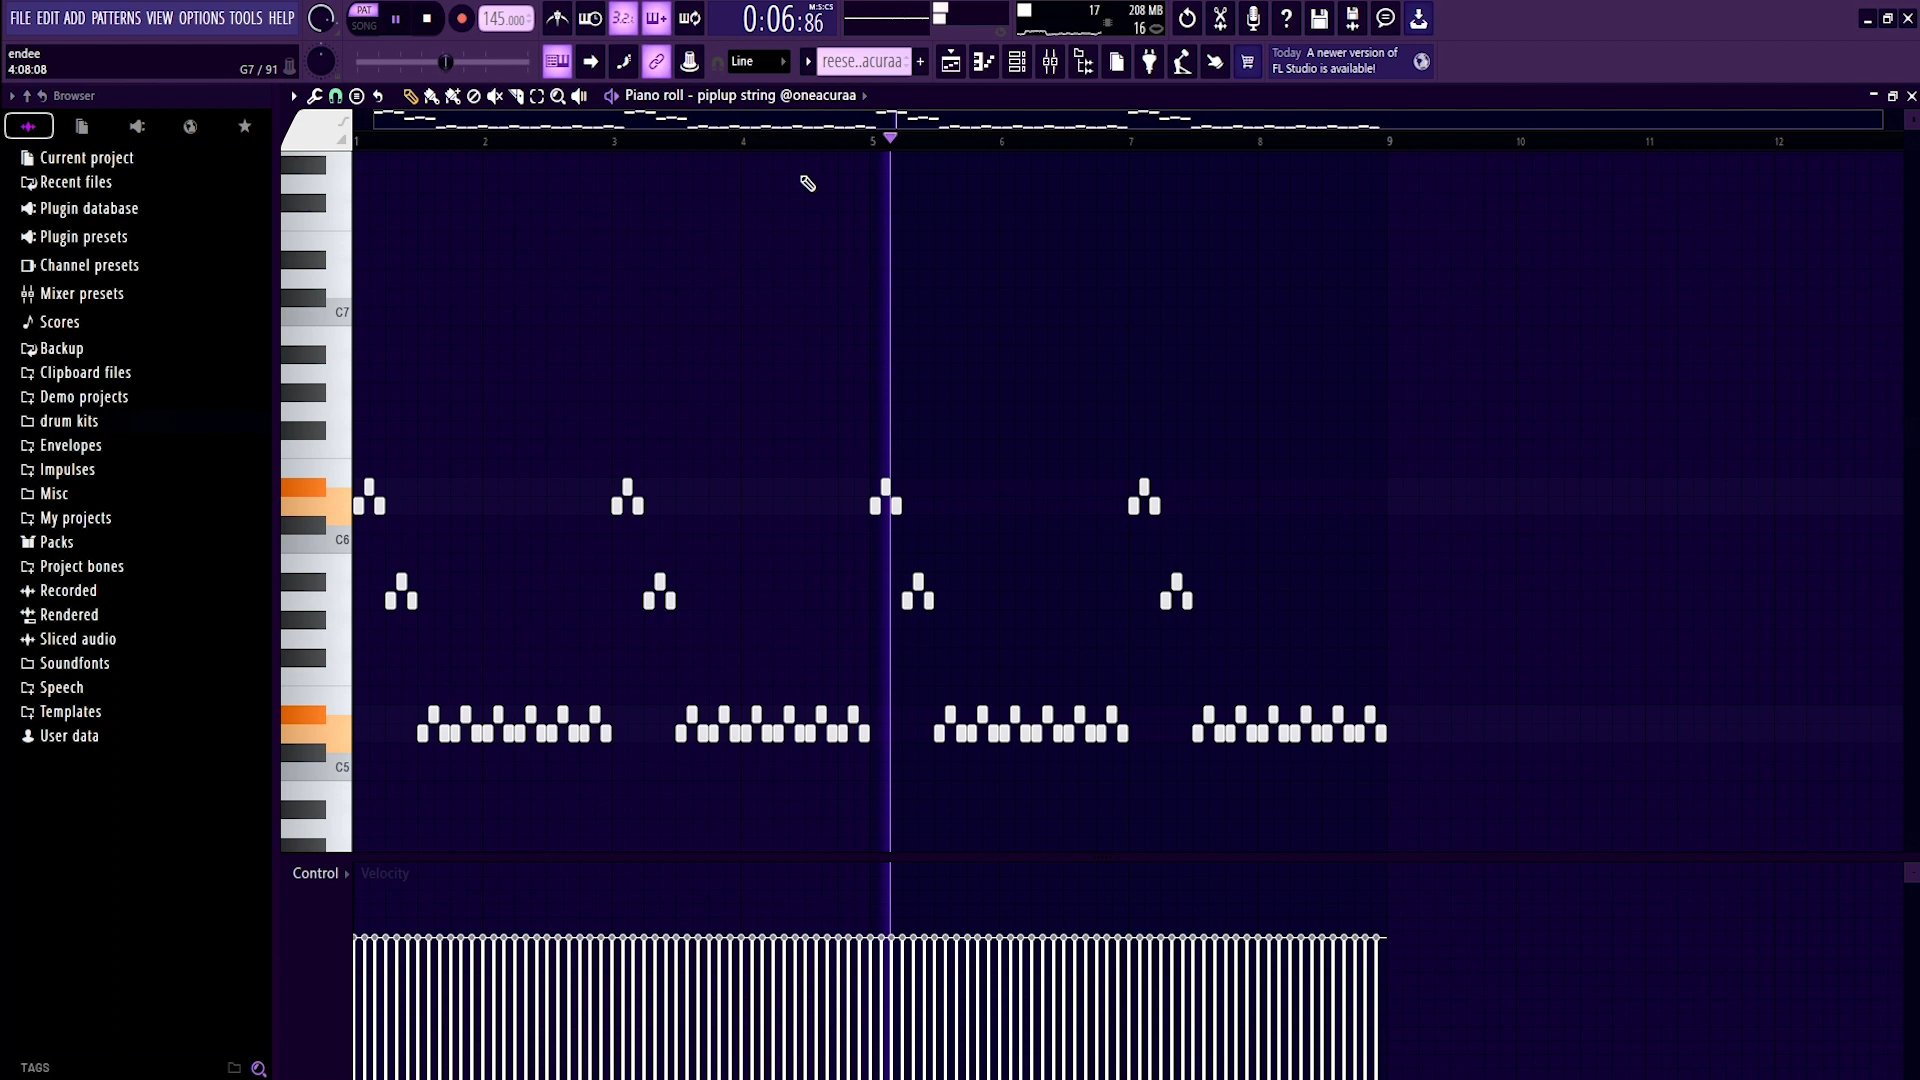 FILE EDIT ADD PATTERNS VIEW OPTIONS TOOLS HELP
PAT
SONG
145.000
3.2:
0:06:86
M:S:CS
17
208 MB
16
endee
4:08:08
G7 / 91
Line
reese..acuraa
+
Today A newer version of
FL Studio is available!
Browser
Piano roll - piplup string @oneacuraa
1 2 3 4 5 6 7 8 9 10 11 12
Current project
Recent files
Plugin database
Plugin presets
Channel presets
Mixer presets
Scores
Backup
Clipboard files
Demo projects
drum kits
Envelopes
Impulses
Misc
My projects
Packs
Project bones
Recorded
Rendered
Sliced audio
Soundfonts
Speech
Templates
User data
C7
C6
C5
Control
Velocity
TAGS